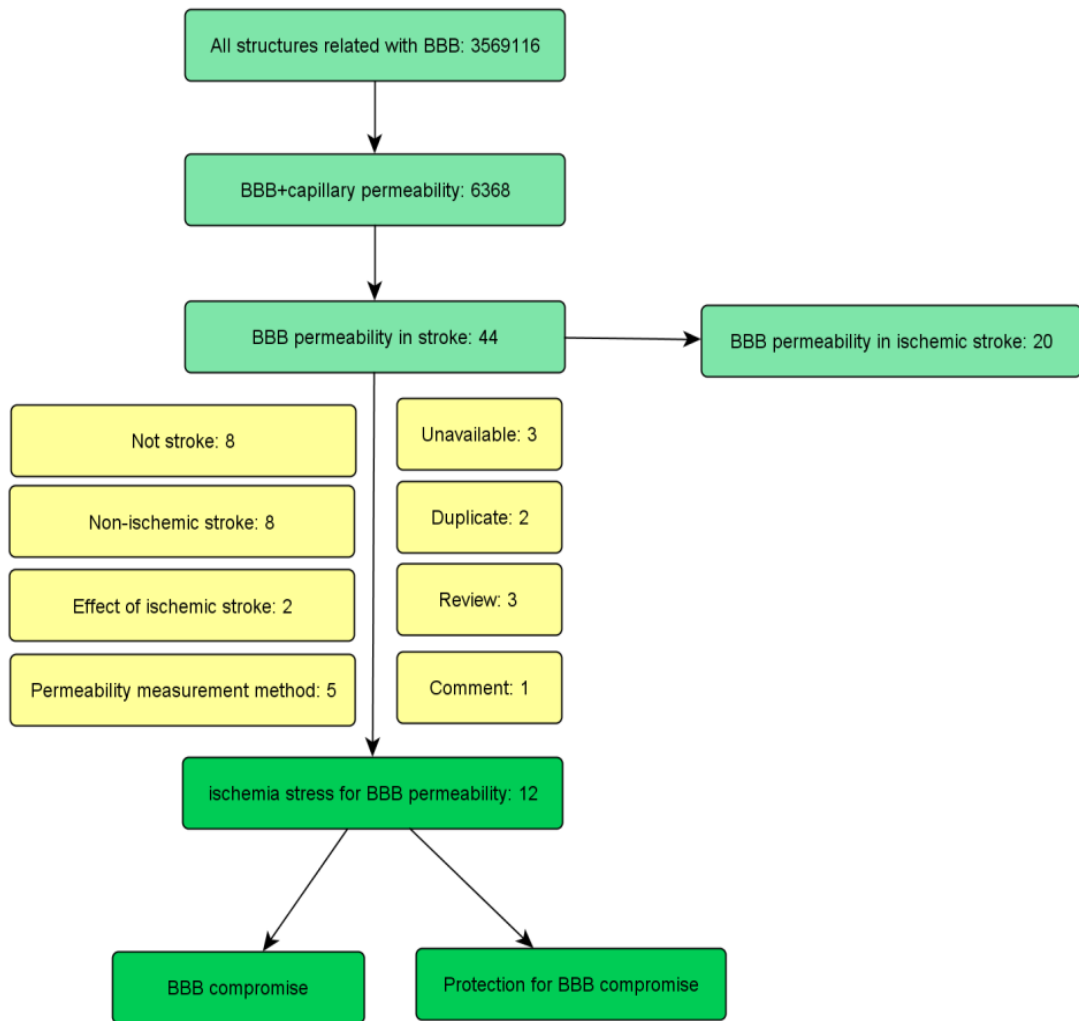 All structures related with BBB: 3569116
BBB+capillary permeability: 6368
BBB permeability in stroke: 44
BBB permeability in ischemic stroke: 20
Not stroke: 8
Unavailable: 3
Non-ischemic stroke: 8
Duplicate: 2
Effect of ischemic stroke: 2
Review: 3
Permeability measurement method: 5
Comment: 1
ischemia stress for BBB permeability: 12
BBB compromise
Protection for BBB compromise